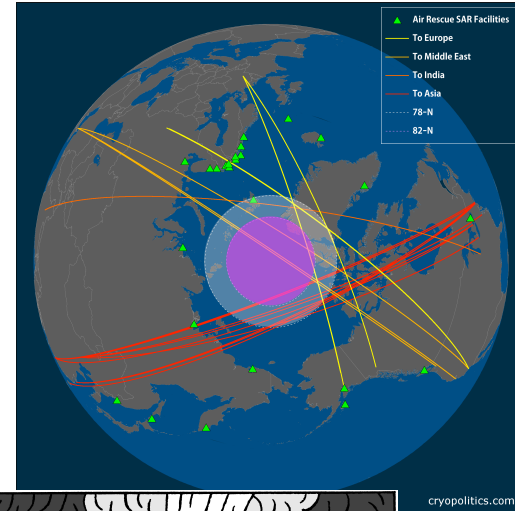 Air Rescue SAR Facilities
To Europe
To Middle East
To India
To Asia
78-N
82-N
cryopolitics.com